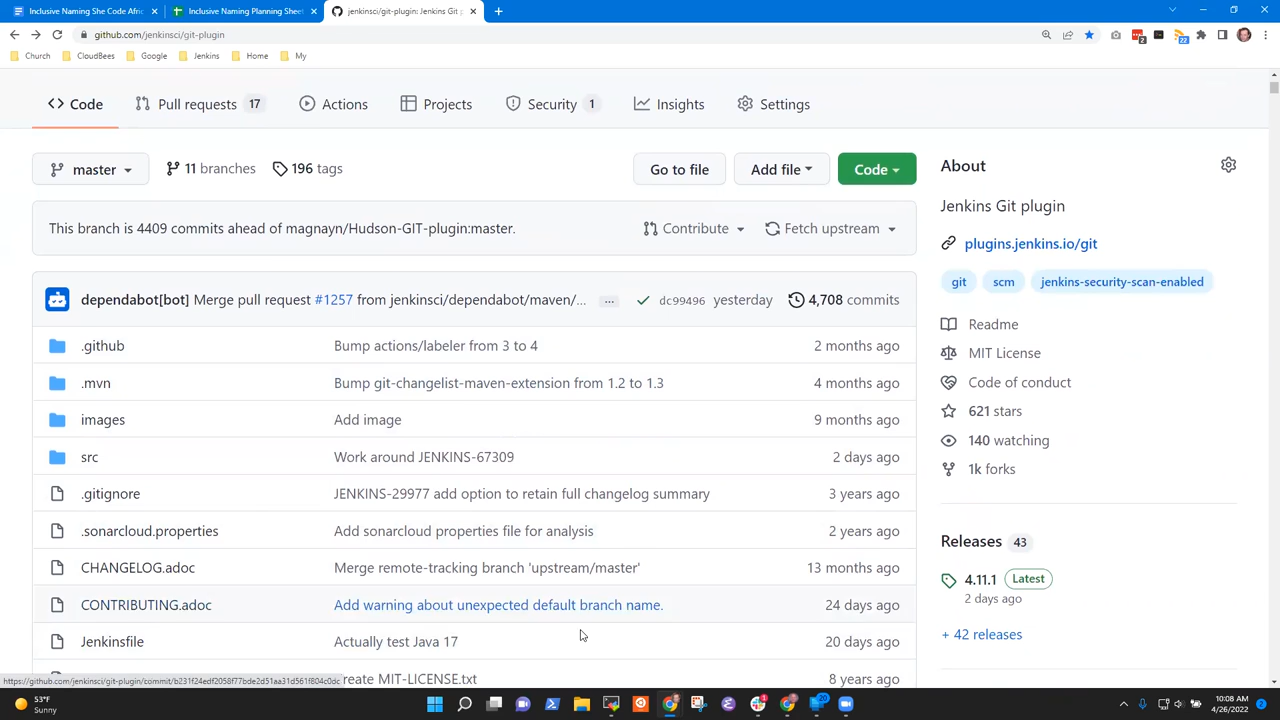 Inclusive Naming She Code Afric
Inclusive Naming Planning Sheet
jenkinsci/git-plugin: Jenkins Git p
github.com/jenkinsci/git-plugin
Church
CloudBees
Google
Jenkins
Home
My
Code
Pull requests 17
Actions
Projects
Security 1
Insights
Settings
master
11 branches
196 tags
Go to file
Add file
Code
This branch is 4409 commits ahead of magnayn/Hudson-GIT-plugin:master.
Contribute
Fetch upstream
dependabot[bot] Merge pull request #1257 from jenkinsci/dependabot/maven/... ... dc99496 yesterday 4,708 commits
.github Bump actions/labeler from 3 to 4 2 months ago
.mvn Bump git-changelist-maven-extension from 1.2 to 1.3 4 months ago
images Add image 9 months ago
src Work around JENKINS-67309 2 days ago
.gitignore JENKINS-29977 add option to retain full changelog summary 3 years ago
.sonarcloud.properties Add sonarcloud properties file for analysis 2 years ago
CHANGELOG.adoc Merge remote-tracking branch 'upstream/master' 13 months ago
CONTRIBUTING.adoc Add warning about unexpected default branch name. 24 days ago
Jenkinsfile Actually test Java 17 20 days ago
reate MIT-LICENSE.txt 8 years ago
About
Jenkins Git plugin
plugins.jenkins.io/git
git scm jenkins-security-scan-enabled
Readme
MIT License
Code of conduct
621 stars
140 watching
1k forks
Releases 43
4.11.1 Latest
2 days ago
+ 42 releases
https://github.com/jenkinsci/git-plugin/commit/b231f24edf2058f77bde2d51aa31d561f804c0dc
53°F
Sunny
10:08 AM
4/26/2022